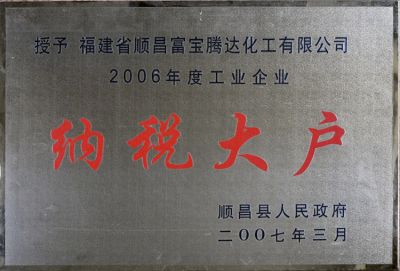 授予 福建省顺昌富宝腾达化工有限公司
2006年度工业企业
纳税大户
顺昌县人民政府
二〇〇七年三月